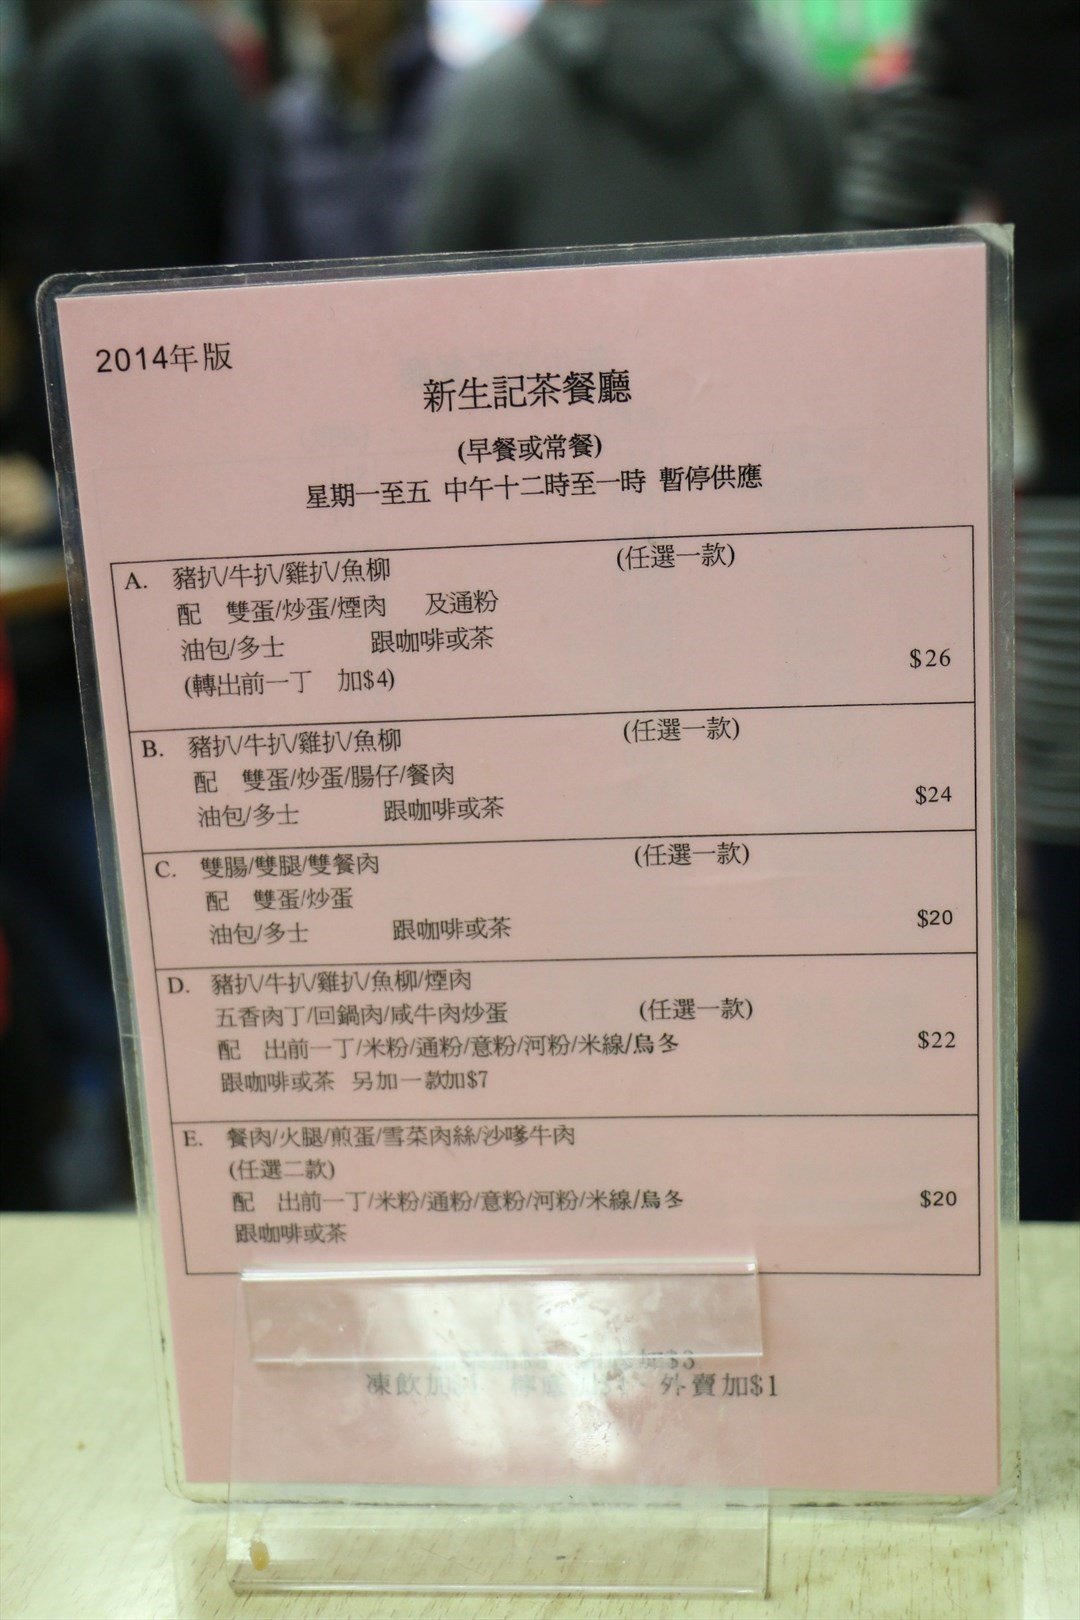 2014年版
新生記茶餐廳
(早餐或常餐)
星期一至五 中午十二時至一時 暫停供應
A. 豬扒/牛扒/雞扒/魚柳 (任選一款)
配 雙蛋/炒蛋/煙肉 及通粉
油包/多士 跟咖啡或茶
(轉出前一丁 加$4) $26
B. 豬扒/牛扒/雞扒/魚柳 (任選一款)
配 雙蛋/炒蛋/腸仔/餐肉
油包/多士 跟咖啡或茶 $24
C. 雙腸/雙腿/雙餐肉 (任選一款)
配 雙蛋/炒蛋
油包/多士 跟咖啡或茶 $20
D. 豬扒/牛扒/雞扒/魚柳/煙肉
五香肉丁/回鍋肉/咸牛肉炒蛋 (任選一款)
配 出前一丁/米粉/通粉/意粉/河粉/米線/烏冬 $22
跟咖啡或茶 另加一款加$7
E. 餐肉/火腿/煎蛋/雪菜肉絲/沙嗲牛肉
(任選二款)
配 出前一丁/米粉/通粉/意粉/河粉/米線/烏冬 $20
跟咖啡或茶
加$3
凍飲加 外賣加$1